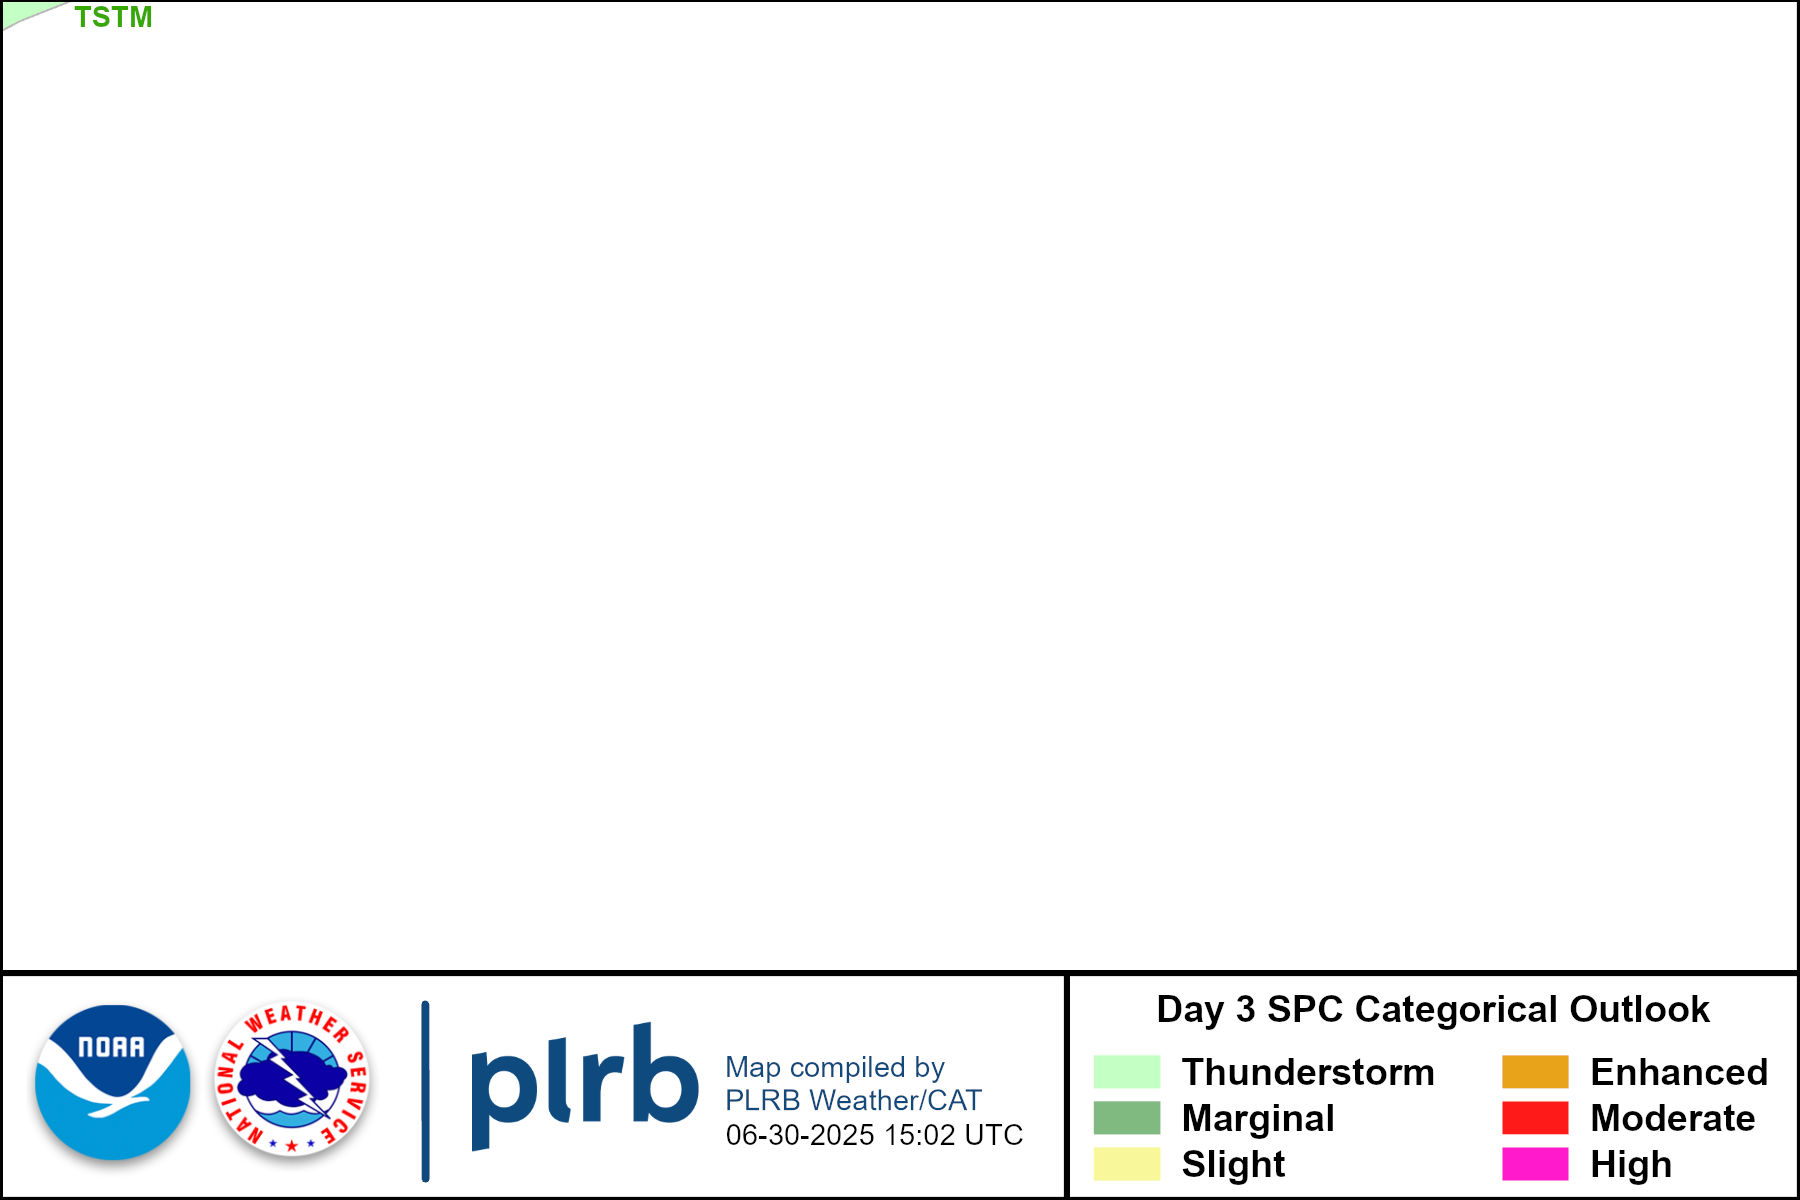 TSTM
NOAA
NATIONAL WEATHER SERVICE
plrb
Map compiled by
PLRB Weather/CAT
06-30-2025 15:02 UTC
Day 3 SPC Categorical Outlook
Thunderstorm
Marginal
Slight
Enhanced
Moderate
High